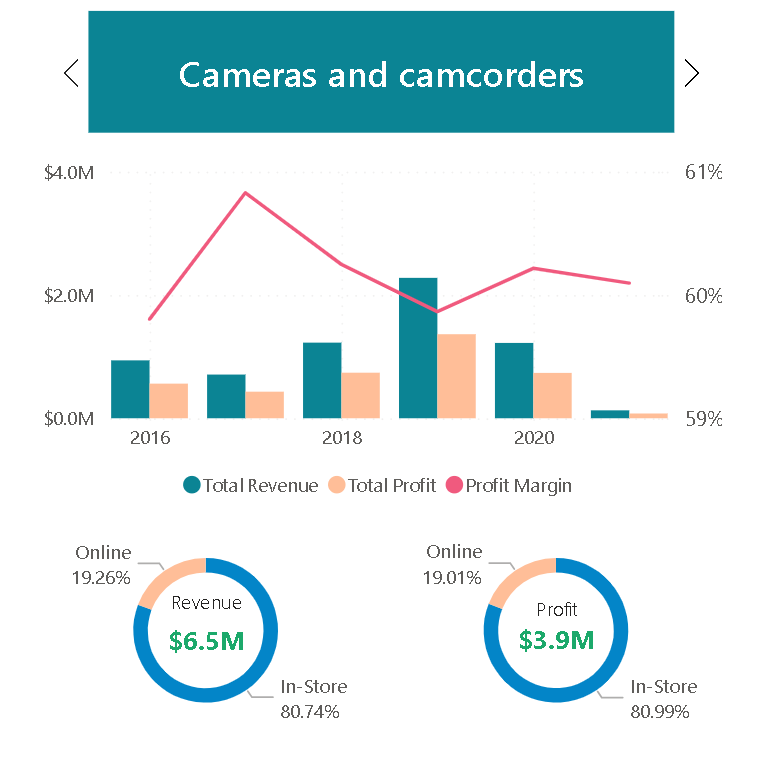 Cameras and camcorders
$4.0M
61%
$2.0M
60%
$0.0M
59%
2016 2018 2020
Total Revenue Total Profit Profit Margin
Online
19.26%
Revenue
$6.5M
In-Store
80.74%
Online
19.01%
Profit
$3.9M
In-Store
80.99%